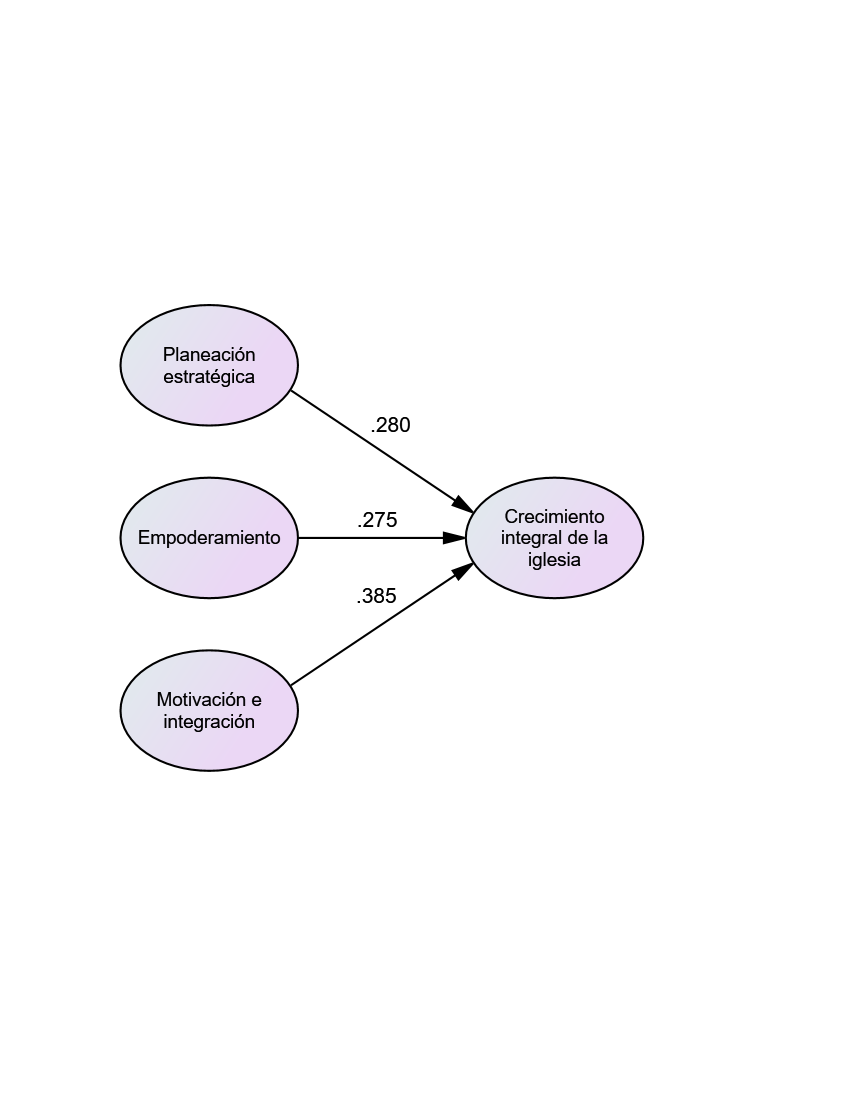 Planeación
estratégica
.280
Empoderamiento
.275
Crecimiento
integral de la
iglesia
.385
Motivación e
integración